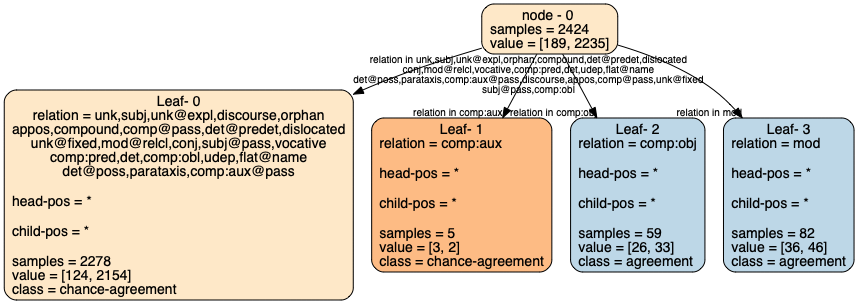 node - 0
samples = 2424
value = [189, 2235]
relation in unk,subj,unk@expl,orphan,compound,det@predet,dislocated
conj,mod@relcl,vocative,comp:pred,det,udep,flat@name
det@poss,parataxis,comp:aux@pass,discourse,appos,comp@pass,unk@fixed
subj@pass,comp:obl
relation in comp:aux
relation in comp:obj
relation in mod
Leaf- 0
relation = unk,subj,unk@expl,discourse,orphan
appos,compound,comp@pass,det@predet,dislocated
unk@fixed,mod@relcl,conj,subj@pass,vocative
comp:pred,det,comp:obl,udep,flat@name
det@poss,parataxis,comp:aux@pass
head-pos = *
child-pos = *
samples = 2278
value = [124, 2154]
class = chance-agreement
Leaf- 1
relation = comp:aux
head-pos = *
child-pos = *
samples = 5
value = [3, 2]
class = chance-agreement
Leaf- 2
relation = comp:obj
head-pos = *
child-pos = *
samples = 59
value = [26, 33]
class = agreement
Leaf- 3
relation = mod
head-pos = *
child-pos = *
samples = 82
value = [36, 46]
class = agreement